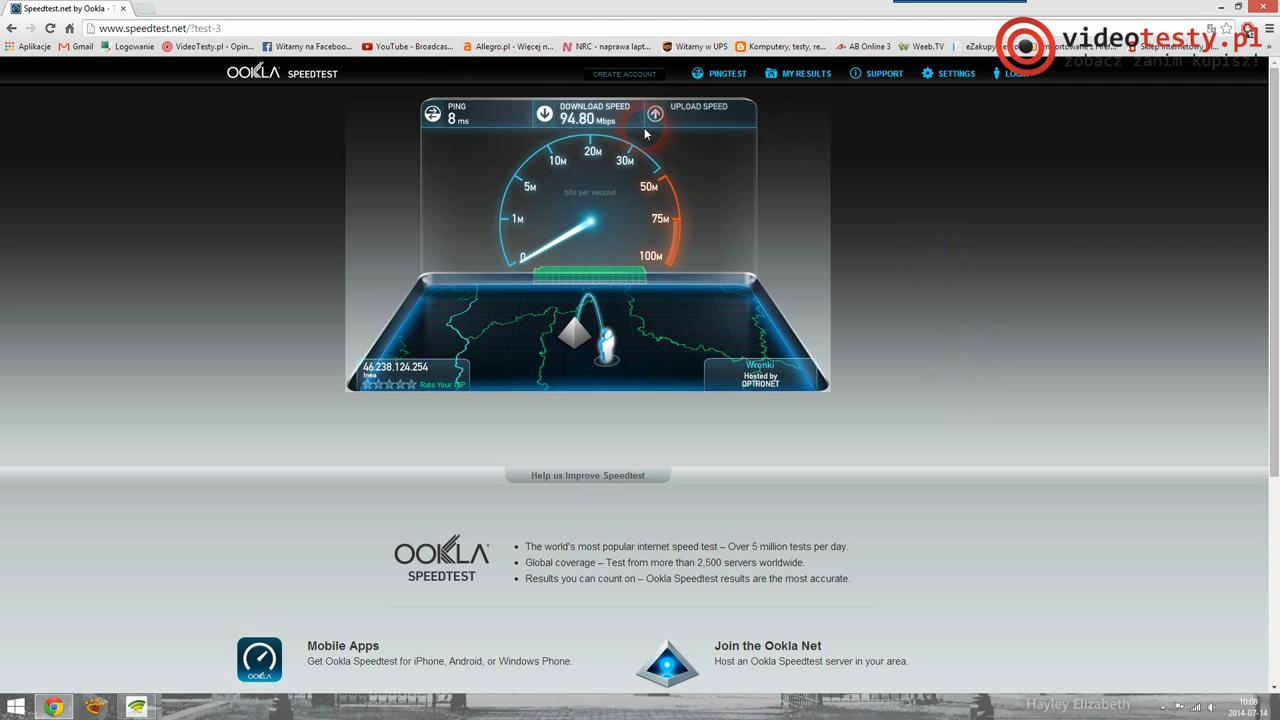 Speedtest.net by Ookla - T
www.speedtest.net/?test-3
Aplikacje
Gmail
Logowanie
VideoTesty.pl - Opin...
Witamy na Faceboo...
YouTube - Broadcas...
Allegro.pl - Więcej n...
NRC - naprawa lapt...
Witamy w UPS
Komputery, testy, re...
AB Online 3
Weeb.TV
videotesty.pl
zobacz zanim kupisz!
OOKLA SPEEDTEST
CREATE ACCOUNT
PINGTEST
MY RESULTS
SUPPORT
SETTINGS
PING
8 ms
DOWNLOAD SPEED
94.80 Mbps
UPLOAD SPEED
20M
10M
30M
5M
50M
bits per second
1M
75M
0
100M
46.238.124.254
Inea
Rate Your ISP
Wronki
Hosted by
OPTRONET
Help us Improve Speedtest
OOKLA
SPEEDTEST
• The world's most popular internet speed test – Over 5 million tests per day.
• Global coverage – Test from more than 2,500 servers worldwide.
• Results you can count on – Ookla Speedtest results are the most accurate.
Mobile Apps
Get Ookla Speedtest for iPhone, Android, or Windows Phone.
OOKLA
Join the Ookla Net
Host an Ookla Speedtest server in your area.
Hayley Elizabeth
10:00
2014-07-14